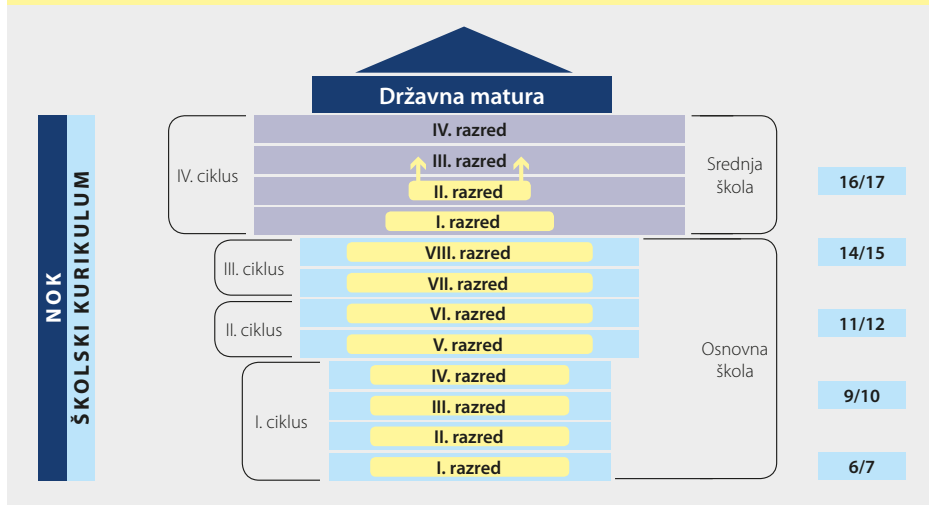 Državna matura
NOK
ŠKOLSKI KURIKULUM
IV. ciklus
IV. razred
III. razred
II. razred
I. razred
Srednja
škola
16/17
III. ciklus
VIII. razred
VII. razred
14/15
II. ciklus
VI. razred
V. razred
11/12
Osnovna
škola
I. ciklus
IV. razred
III. razred
II. razred
I. razred
9/10
6/7